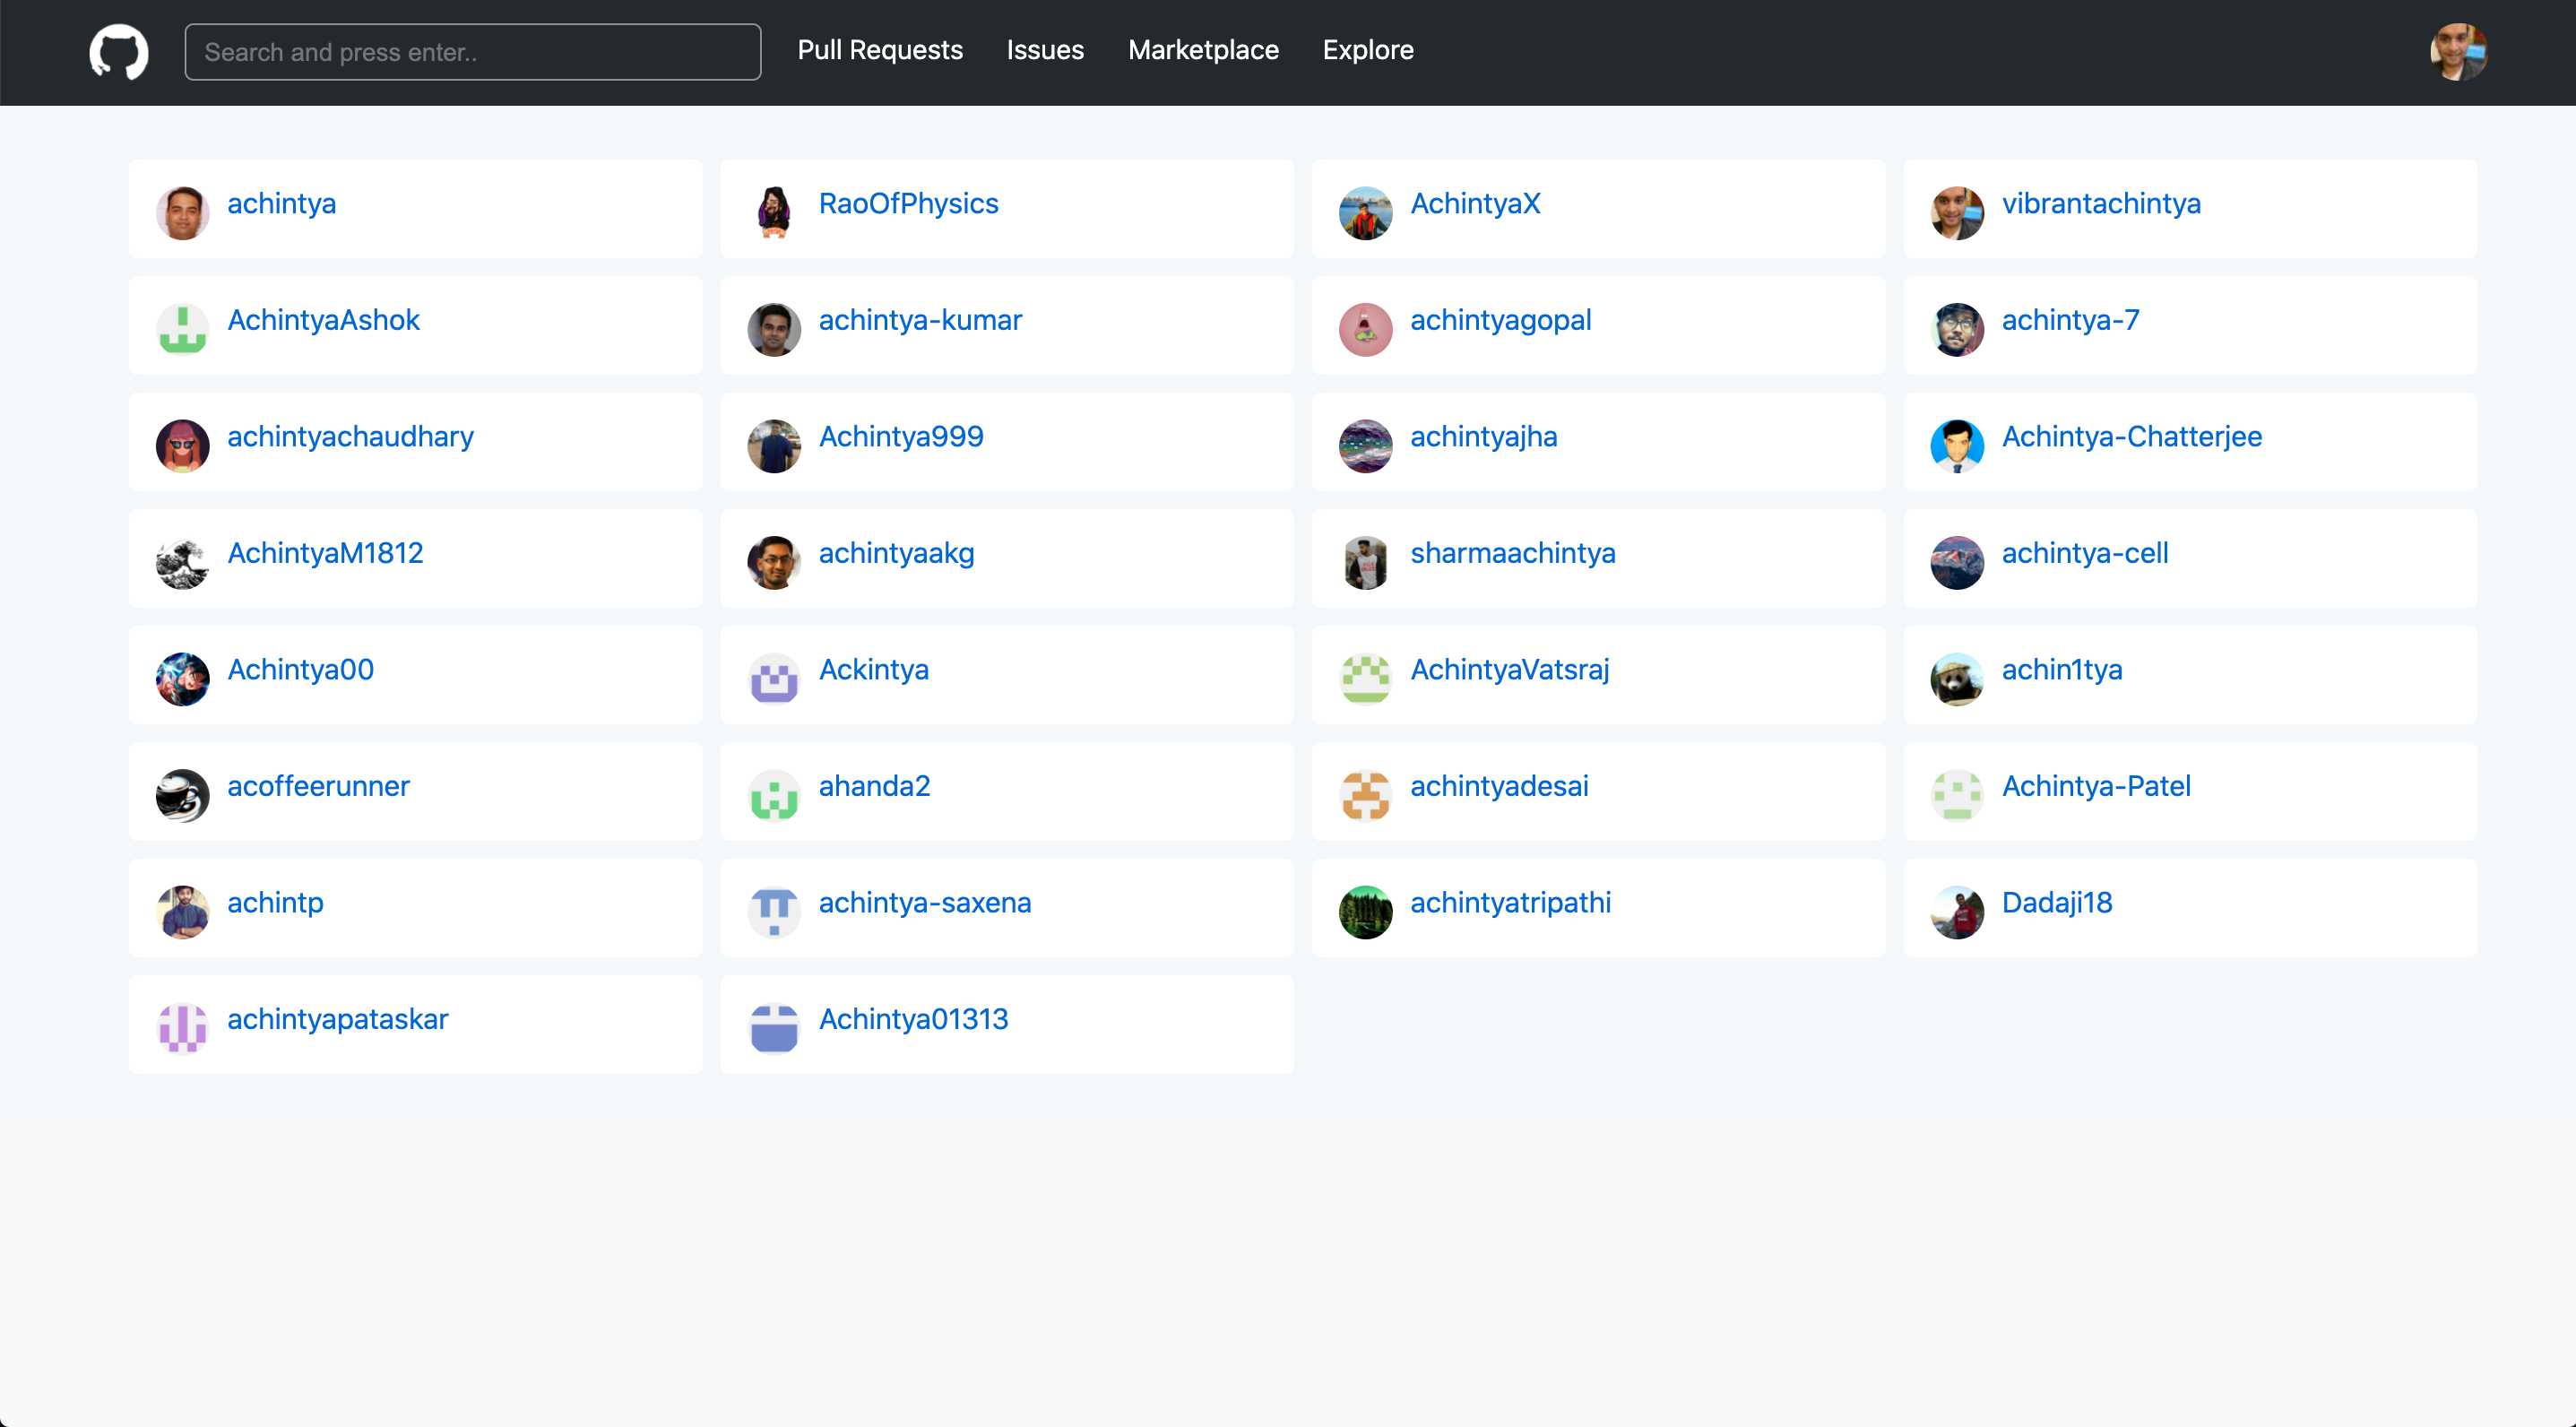 Search and press enter.. Pull Requests Issues Marketplace Explore
achintya RaoOfPhysics AchintyaX vibrantachintya
AchintyaAshok achintya-kumar achintyagopal achintya-7
achintyachaudhary Achintya999 achintyajha Achintya-Chatterjee
AchintyaM1812 achintyaakg sharmaachintya achintya-cell
Achintya00 Ackintya AchintyaVatsraj achin1tya
acoffeerunner ahanda2 achintyadesai Achintya-Patel
achintp achintya-saxena achintyatripathi Dadaji18
achintyapataskar Achintya01313